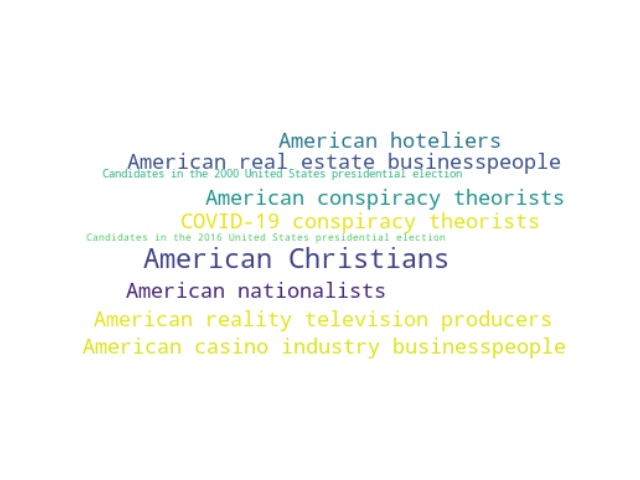 American hoteliers
American real estate businesspeople
Candidates in the 2000 United States presidential election
American conspiracy theorists
COVID-19 conspiracy theorists
Candidates in the 2016 United States presidential election
American Christians
American nationalists
American reality television producers
American casino industry businesspeople